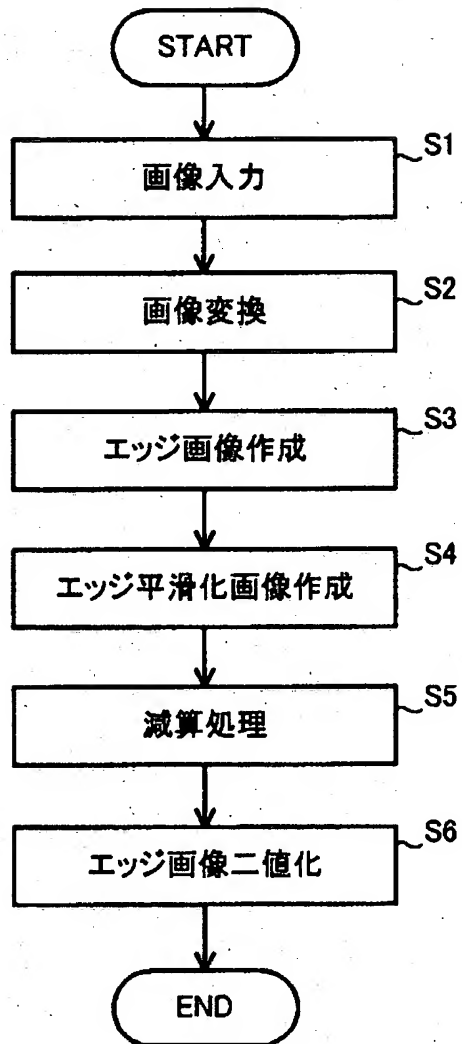 START
S1
画像入力
S2
画像変換
S3
エッジ画像作成
S4
エッジ平滑化画像作成
S5
減算処理
S6
エッジ画像二値化
END